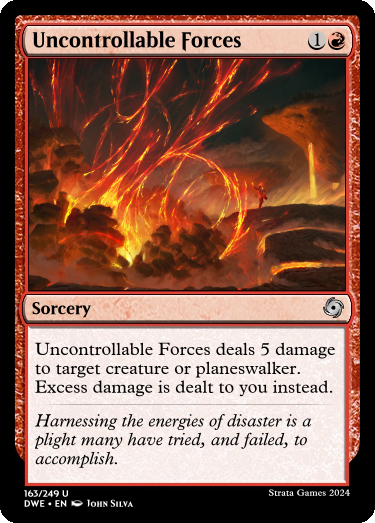 Uncontrollable Forces 1
Sorcery
Uncontrollable Forces deals 5 damage
to target creature or planeswalker.
Excess damage is dealt to you instead.
Harnessing the energies of disaster is a
plight many have tried, and failed, to
accomplish.
163/249 U
DWE • EN John Silva
Strata Games 2024